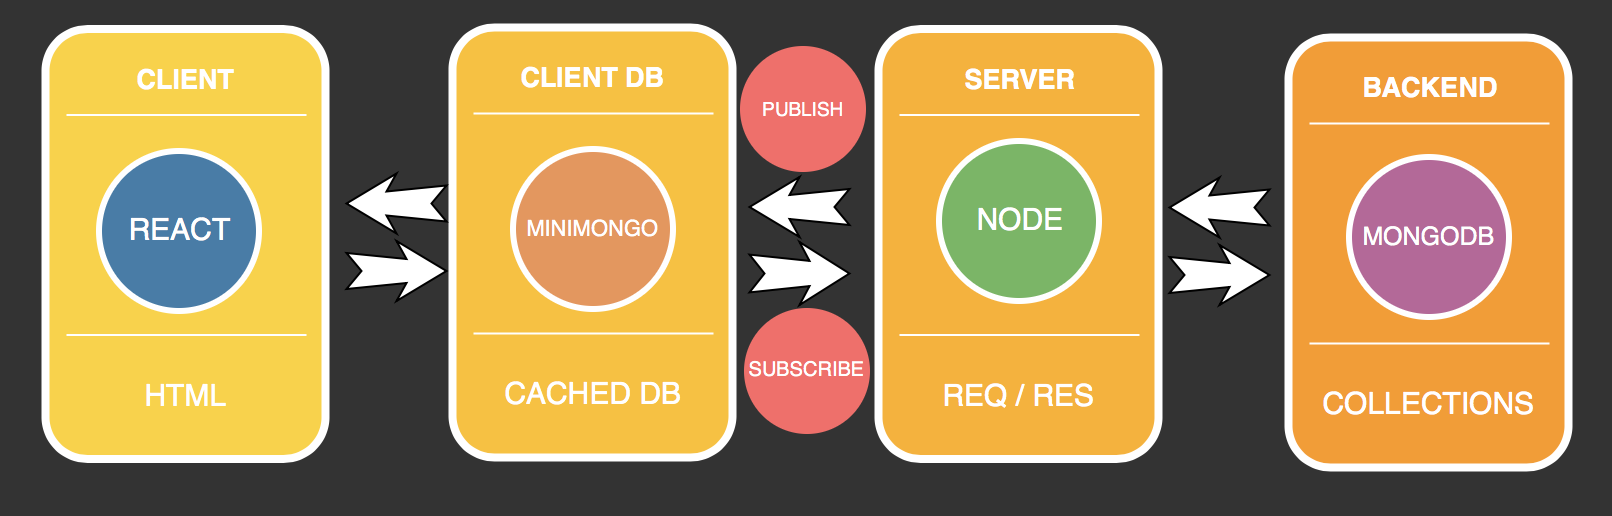 CLIENT
REACT
HTML
CLIENT DB
MINIMONGO
CACHED DB
PUBLISH
SUBSCRIBE
SERVER
NODE
REQ / RES
BACKEND
MONGODB
COLLECTIONS